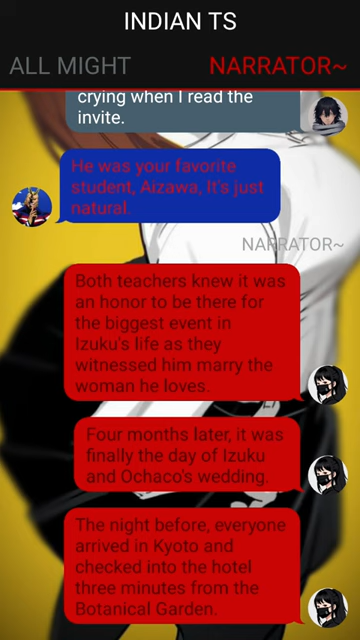 INDIAN TS
ALL MIGHT NARRATOR~
crying when I read the
invite.
He was your favorite
student, Aizawa, It's just
natural.
NARRATOR~
Both teachers knew it was
an honor to be there for
the biggest event in
Izuku's life as they
witnessed him marry the
woman he loves.
Four months later, it was
finally the day of Izuku
and Ochaco's wedding.
The night before, everyone
arrived in Kyoto and
checked into the hotel
three minutes from the
Botanical Garden.